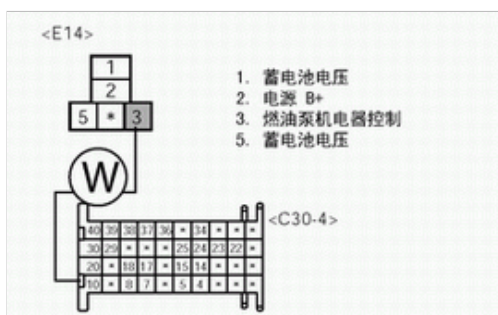 <E14>
1
2
5 * 3
1. 蓄电池电压
2. 电源 B+
3. 燃油泵机电器控制
5. 蓄电池电压
W
<C30-4>
40 39 38 37 36 * 34 * * *
30 29 * * * 25 24 23 22 *
20 * 18 17 * 15 14 * * *
10 * 8 7 * 5 4 * * *